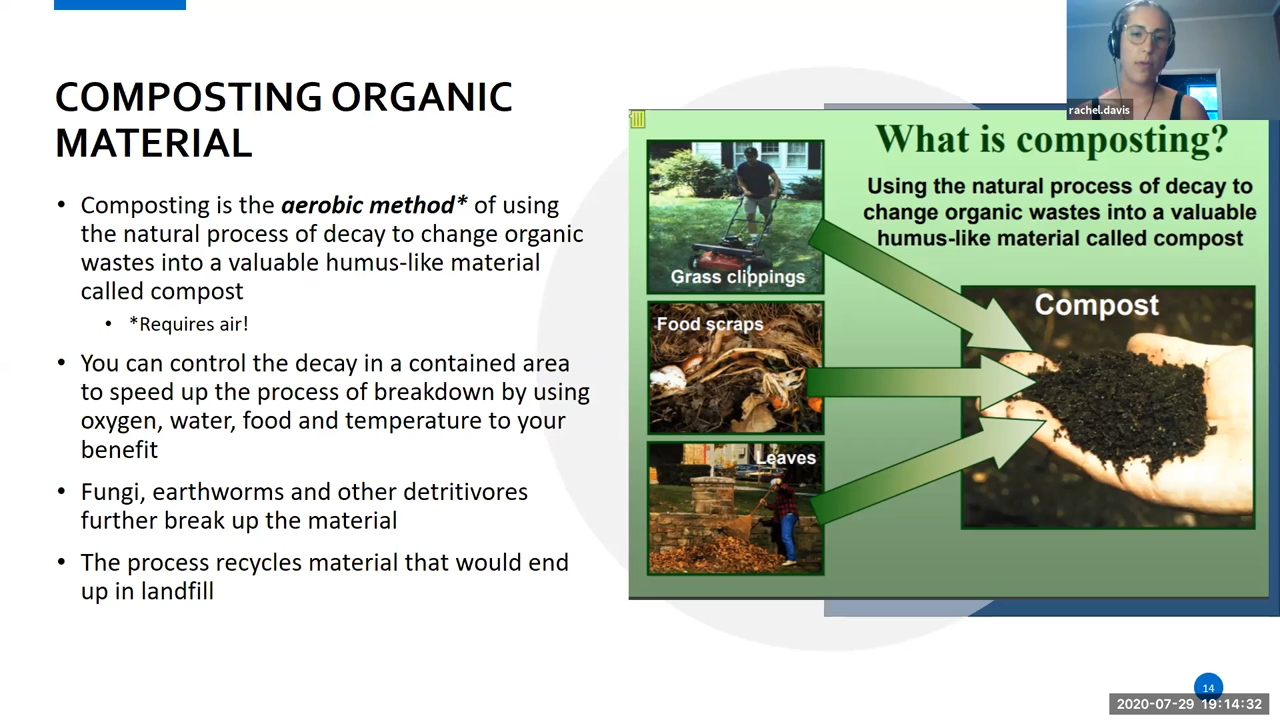 COMPOSTING ORGANIC
MATERIAL
• Composting is the aerobic method* of using
the natural process of decay to change organic
wastes into a valuable humus-like material
called compost
• *Requires air!
• You can control the decay in a contained area
to speed up the process of breakdown by using
oxygen, water, food and temperature to your
benefit
• Fungi, earthworms and other detritivores
further break up the material
• The process recycles material that would end
up in landfill
rachel.davis
What is composting?
Using the natural process of decay to
change organic wastes into a valuable
humus-like material called compost
Grass clippings
Food scraps
Leaves
Compost
14
2020-07-29 19:14:32